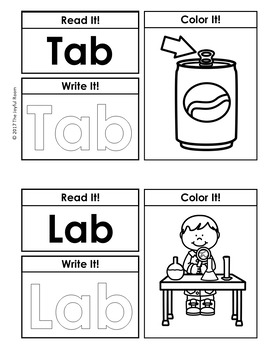 © 2017 The Joyful Room
Read It!
Tab
Write It!
Tab
Color It!
Read It!
Lab
Write It!
Lab
Color It!